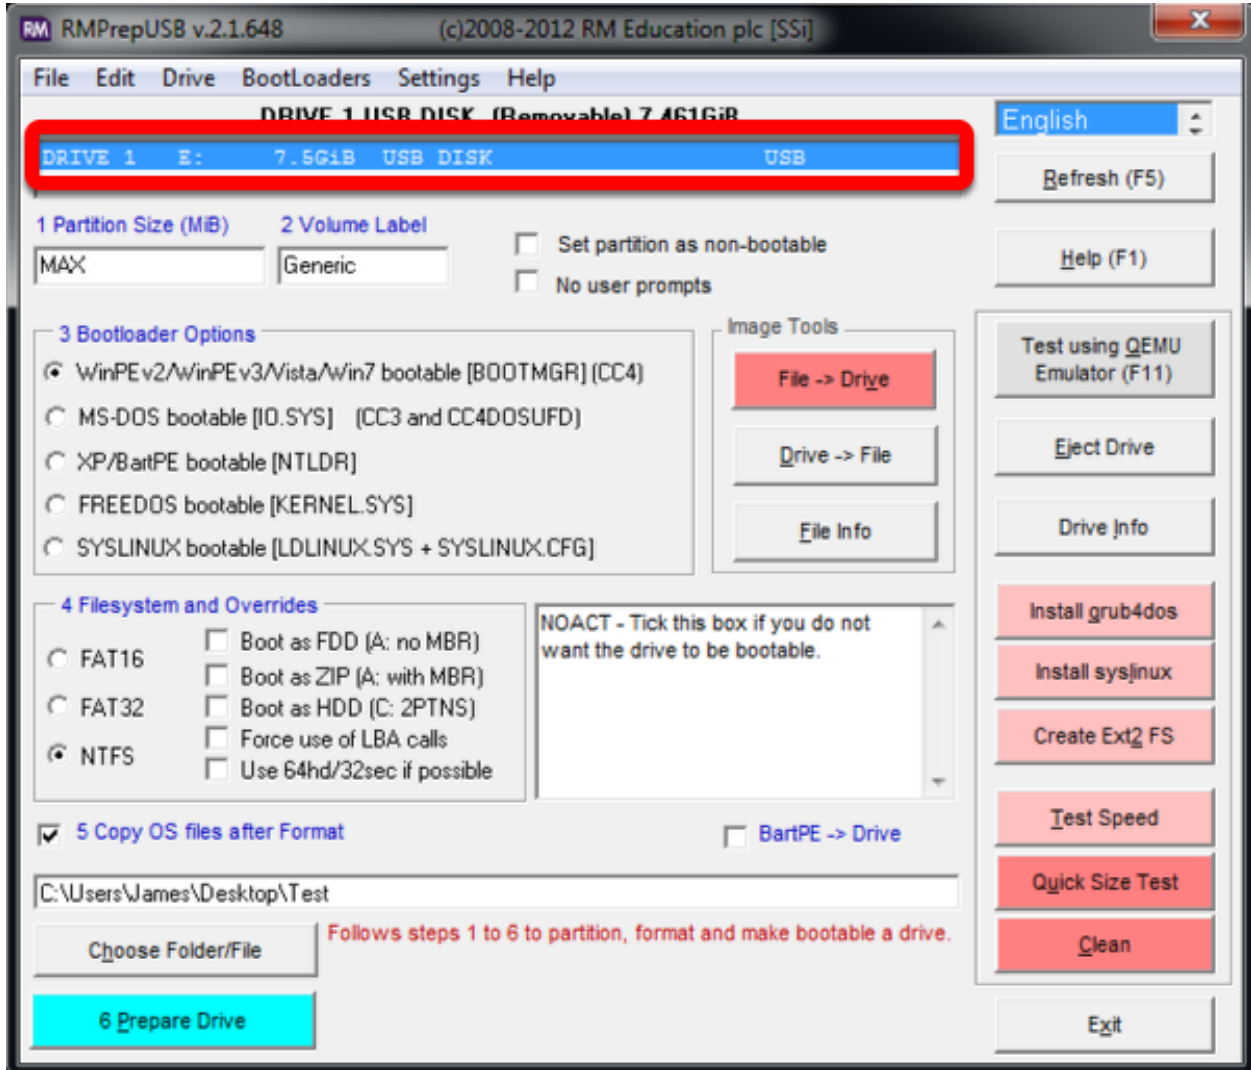 RM RMPrepUSB v.2.1.648 (c)2008-2012 RM Education plc [SSi]
File Edit Drive BootLoaders Settings Help
DRIVE 1 USB DISK (Removable) 7.461GiB
English
DRIVE 1 E: 7.5GiB USB DISK USB
Refresh (F5)
1 Partition Size (MiB) 2 Volume Label
Set partition as non-bootable
MAX Generic
Help (F1)
No user prompts
3 Bootloader Options
Image Tools
WinPEv2/WinPEv3/Vista/Win7 bootable [BOOTMGR] (CC4)
File -> Drive
Test using QEMU
Emulator (F11)
MS-DOS bootable [IO.SYS] (CC3 and CC4DOSUFD)
XP/BartPE bootable [NTLDR]
Drive -> File
Eject Drive
FREEDOS bootable [KERNEL.SYS]
File Info
Drive Info
SYSLINUX bootable [LDLINUX.SYS + SYSLINUX.CFG]
4 Filesystem and Overrides
Install grub4dos
FAT16
FAT32
NTFS
Boot as FDD (A: no MBR)
Boot as ZIP (A: with MBR)
Boot as HDD (C: 2PTNS)
Force use of LBA calls
Use 64hd/32sec if possible
NOACT - Tick this box if you do not
want the drive to be bootable.
Install syslinux
Create Ext2 FS
Test Speed
5 Copy OS files after Format
BartPE -> Drive
Quick Size Test
C:\Users\James\Desktop\Test
Choose Folder/File
Follows steps 1 to 6 to partition, format and make bootable a drive.
Clean
6 Prepare Drive
Exit